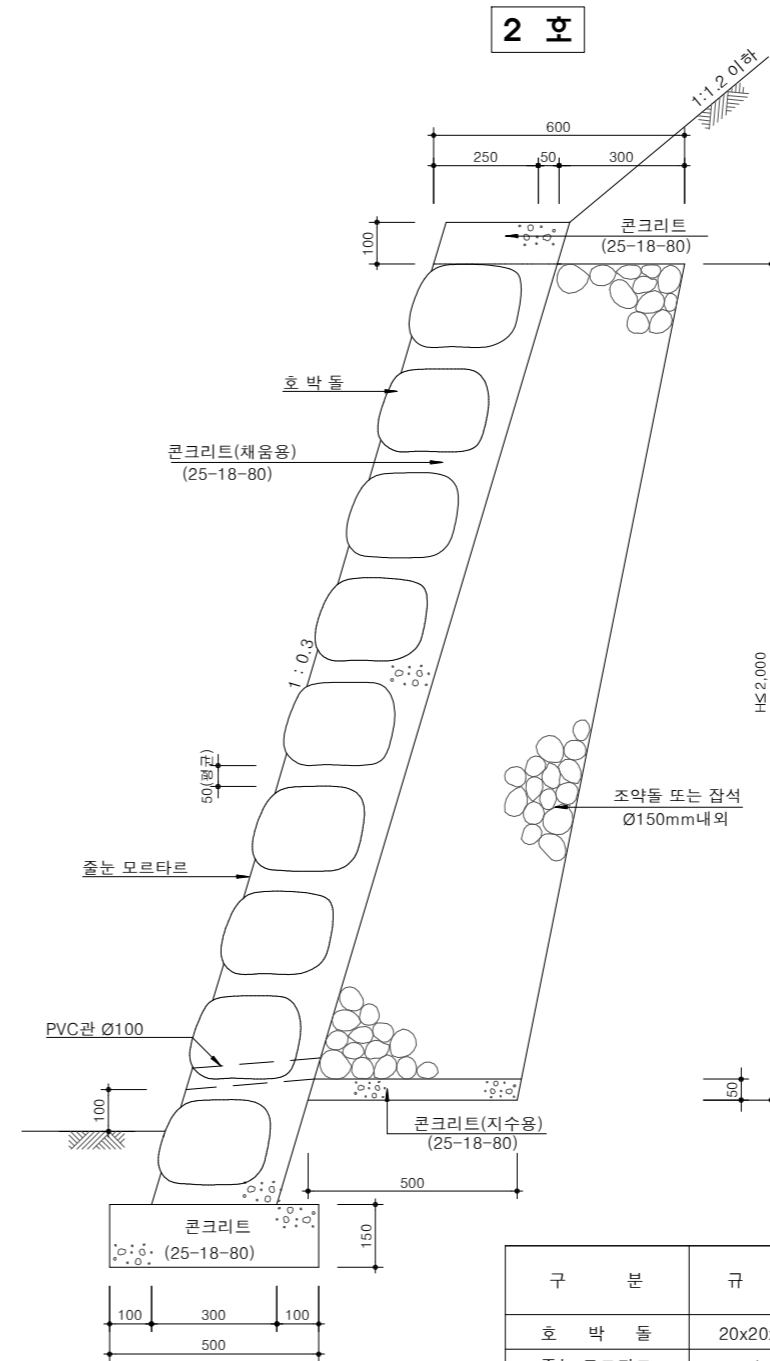 2 호
1:1.2 이하
600
250 50 300
100
콘크리트
(25-18-80)
호 박 돌
콘크리트(채움용)
(25-18-80)
1 : 0.3
H≤2,000
50(평균)
조약돌 또는 잡석
Ø150mm내외
줄눈 모르타르
PVC관 Ø100
100
50
콘크리트(지수용)
(25-18-80)
500
콘크리트
(25-18-80)
150
100 300 100
500
구 분 규
호 박 돌 20x20